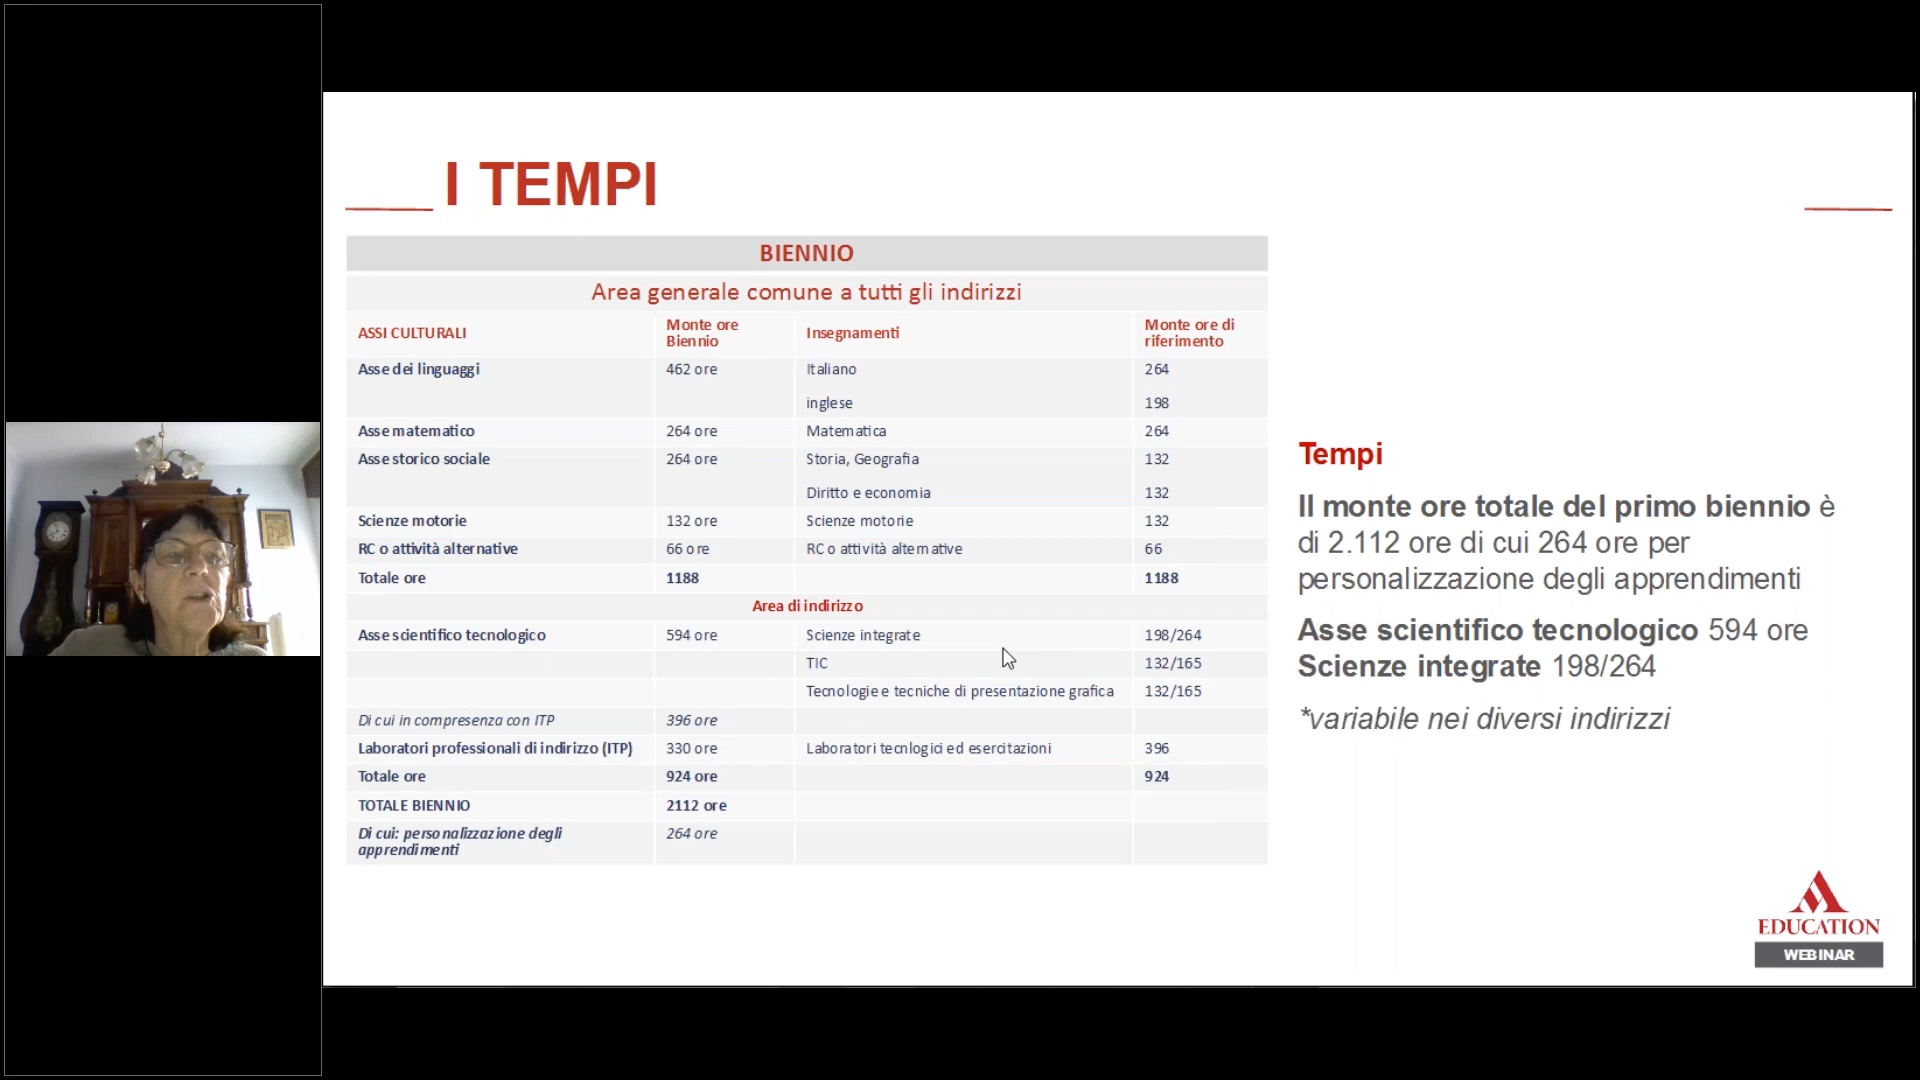 I TEMPI
BIENNIO
Area generale comune a tutti gli indirizzi
ASSI CULTURALI Monte ore Biennio Insegnamenti Monte ore di riferimento
Asse dei linguaggi 462 ore Italiano 264
inglese 198
Asse matematico 264 ore Matematica 264
Asse storico sociale 264 ore Storia, Geografia 132
Diritto e economia 132
Scienze motorie 132 ore Scienze motorie 132
RC o attività alternative 66 ore RC o attività alternative 66
Totale ore 1188 1188
Area di indirizzo
Asse scientifico tecnologico 594 ore Scienze integrate 198/264
TIC 132/165
Tecnologie e tecniche di presentazione grafica 132/165
Di cui in compresenza con ITP 396 ore
Laboratori professionali di indirizzo (ITP) 330 ore Laboratori tecnlogici ed esercitazioni 396
Totale ore 924 ore 924
TOTALE BIENNIO 2112 ore
Di cui: personalizzazione degli apprendimenti 264 ore
Tempi
Il monte ore totale del primo biennio è
di 2.112 ore di cui 264 ore per
personalizzazione degli apprendimenti
Asse scientifico tecnologico 594 ore
Scienze integrate 198/264
*variabile nei diversi indirizzi
EDUCATION
WEBINAR